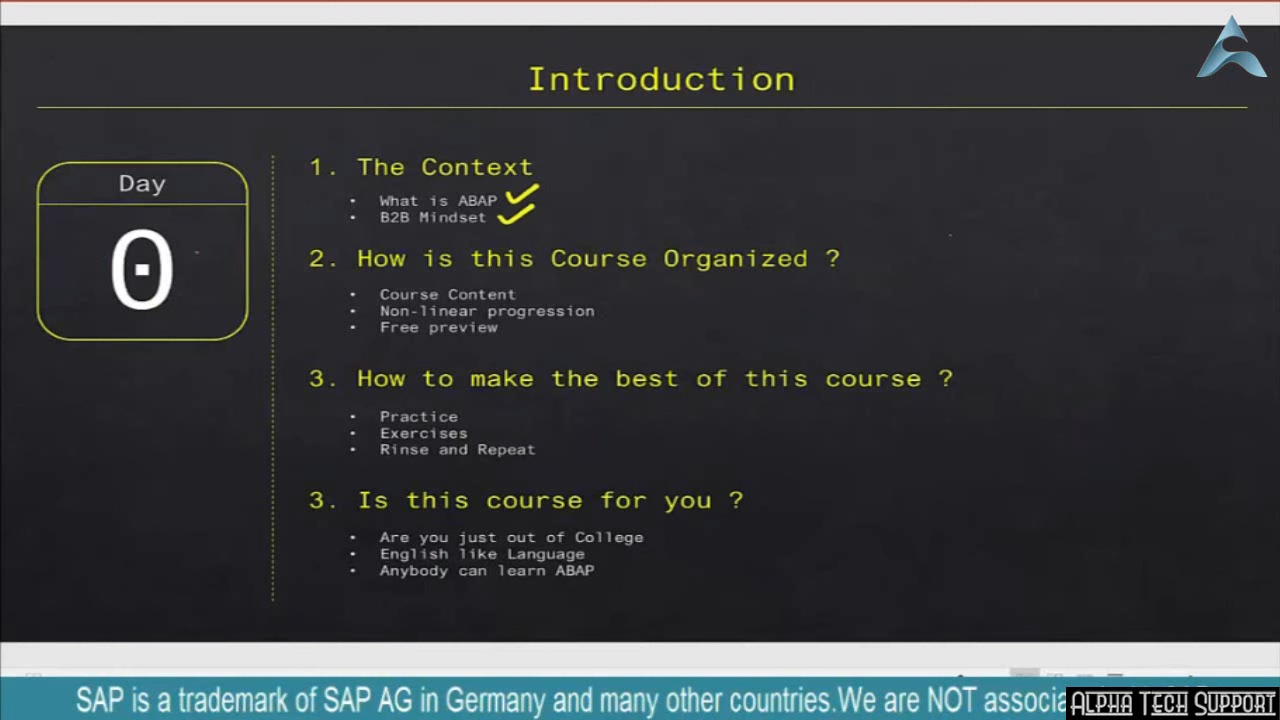 Introduction
Day
0
1. The Context
• What is ABAP
• B2B Mindset
2. How is this Course Organized ?
• Course Content
• Non-linear progression
• Free preview
3. How to make the best of this course ?
• Practice
• Exercises
• Rinse and Repeat
3. Is this course for you ?
• Are you just out of College
• English like Language
• Anybody can learn ABAP
SAP is a trademark of SAP AG in Germany and many other countries.We are NOT associa
ALPHA TECH SUPPORT